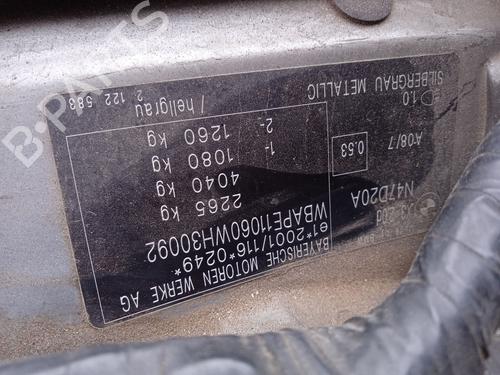 BAYERISCHE MOTOREN WERKE AG
e1*2001/116*0249*
WBAPE11060WH30092
2265 kg
4040 kg
1- 1080 kg
2- 1260 kg
N47D20A
0.53
A08/7
1.0
SILBERGRAU METALLIC
/hellgrau
2 122 583
B-PARTS